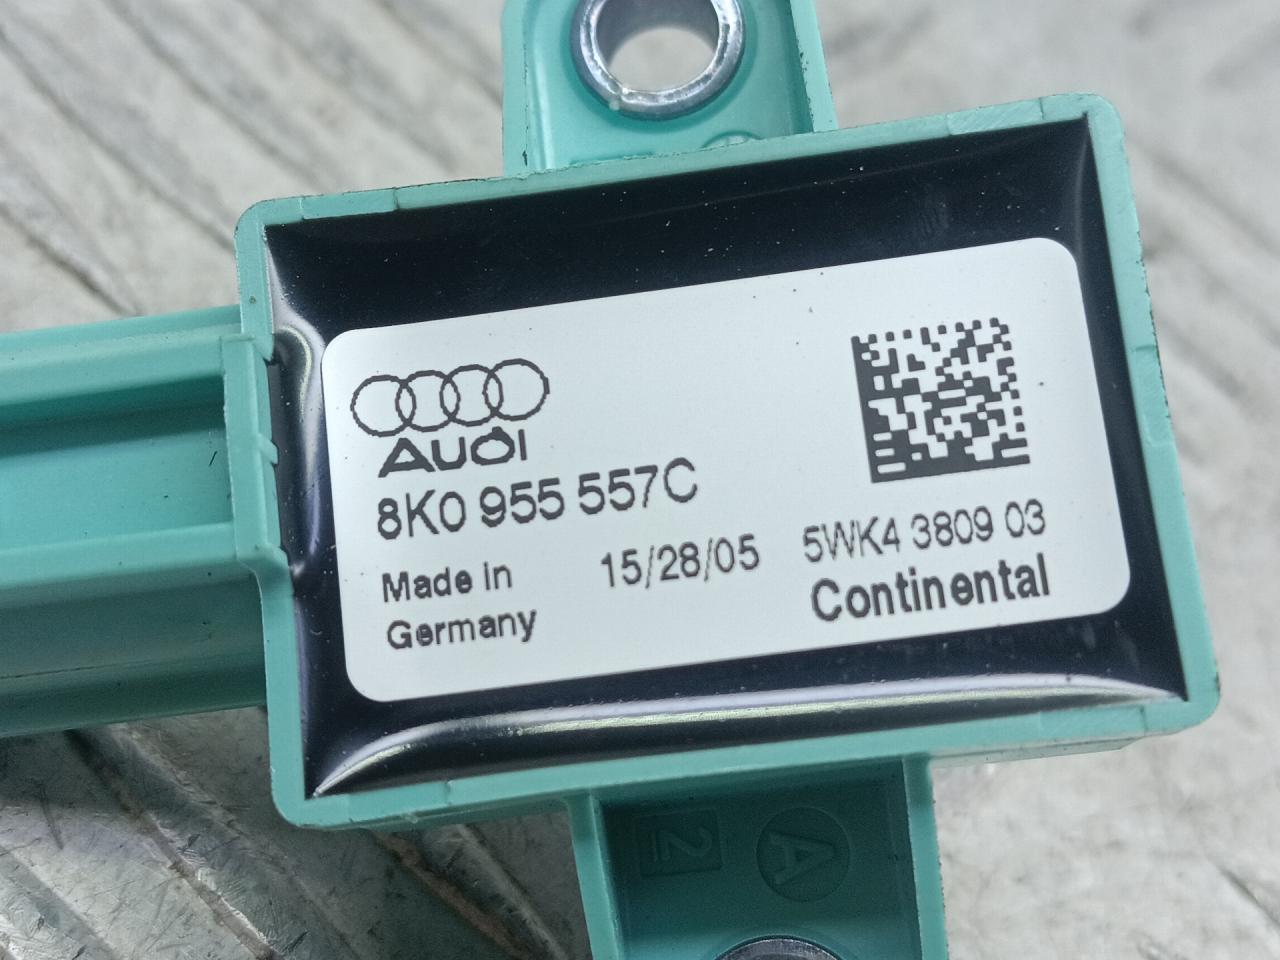 Audi
8K0 955 557C
Made in
Germany
15/28/05
5WK4 3809 03
Continental
2
A